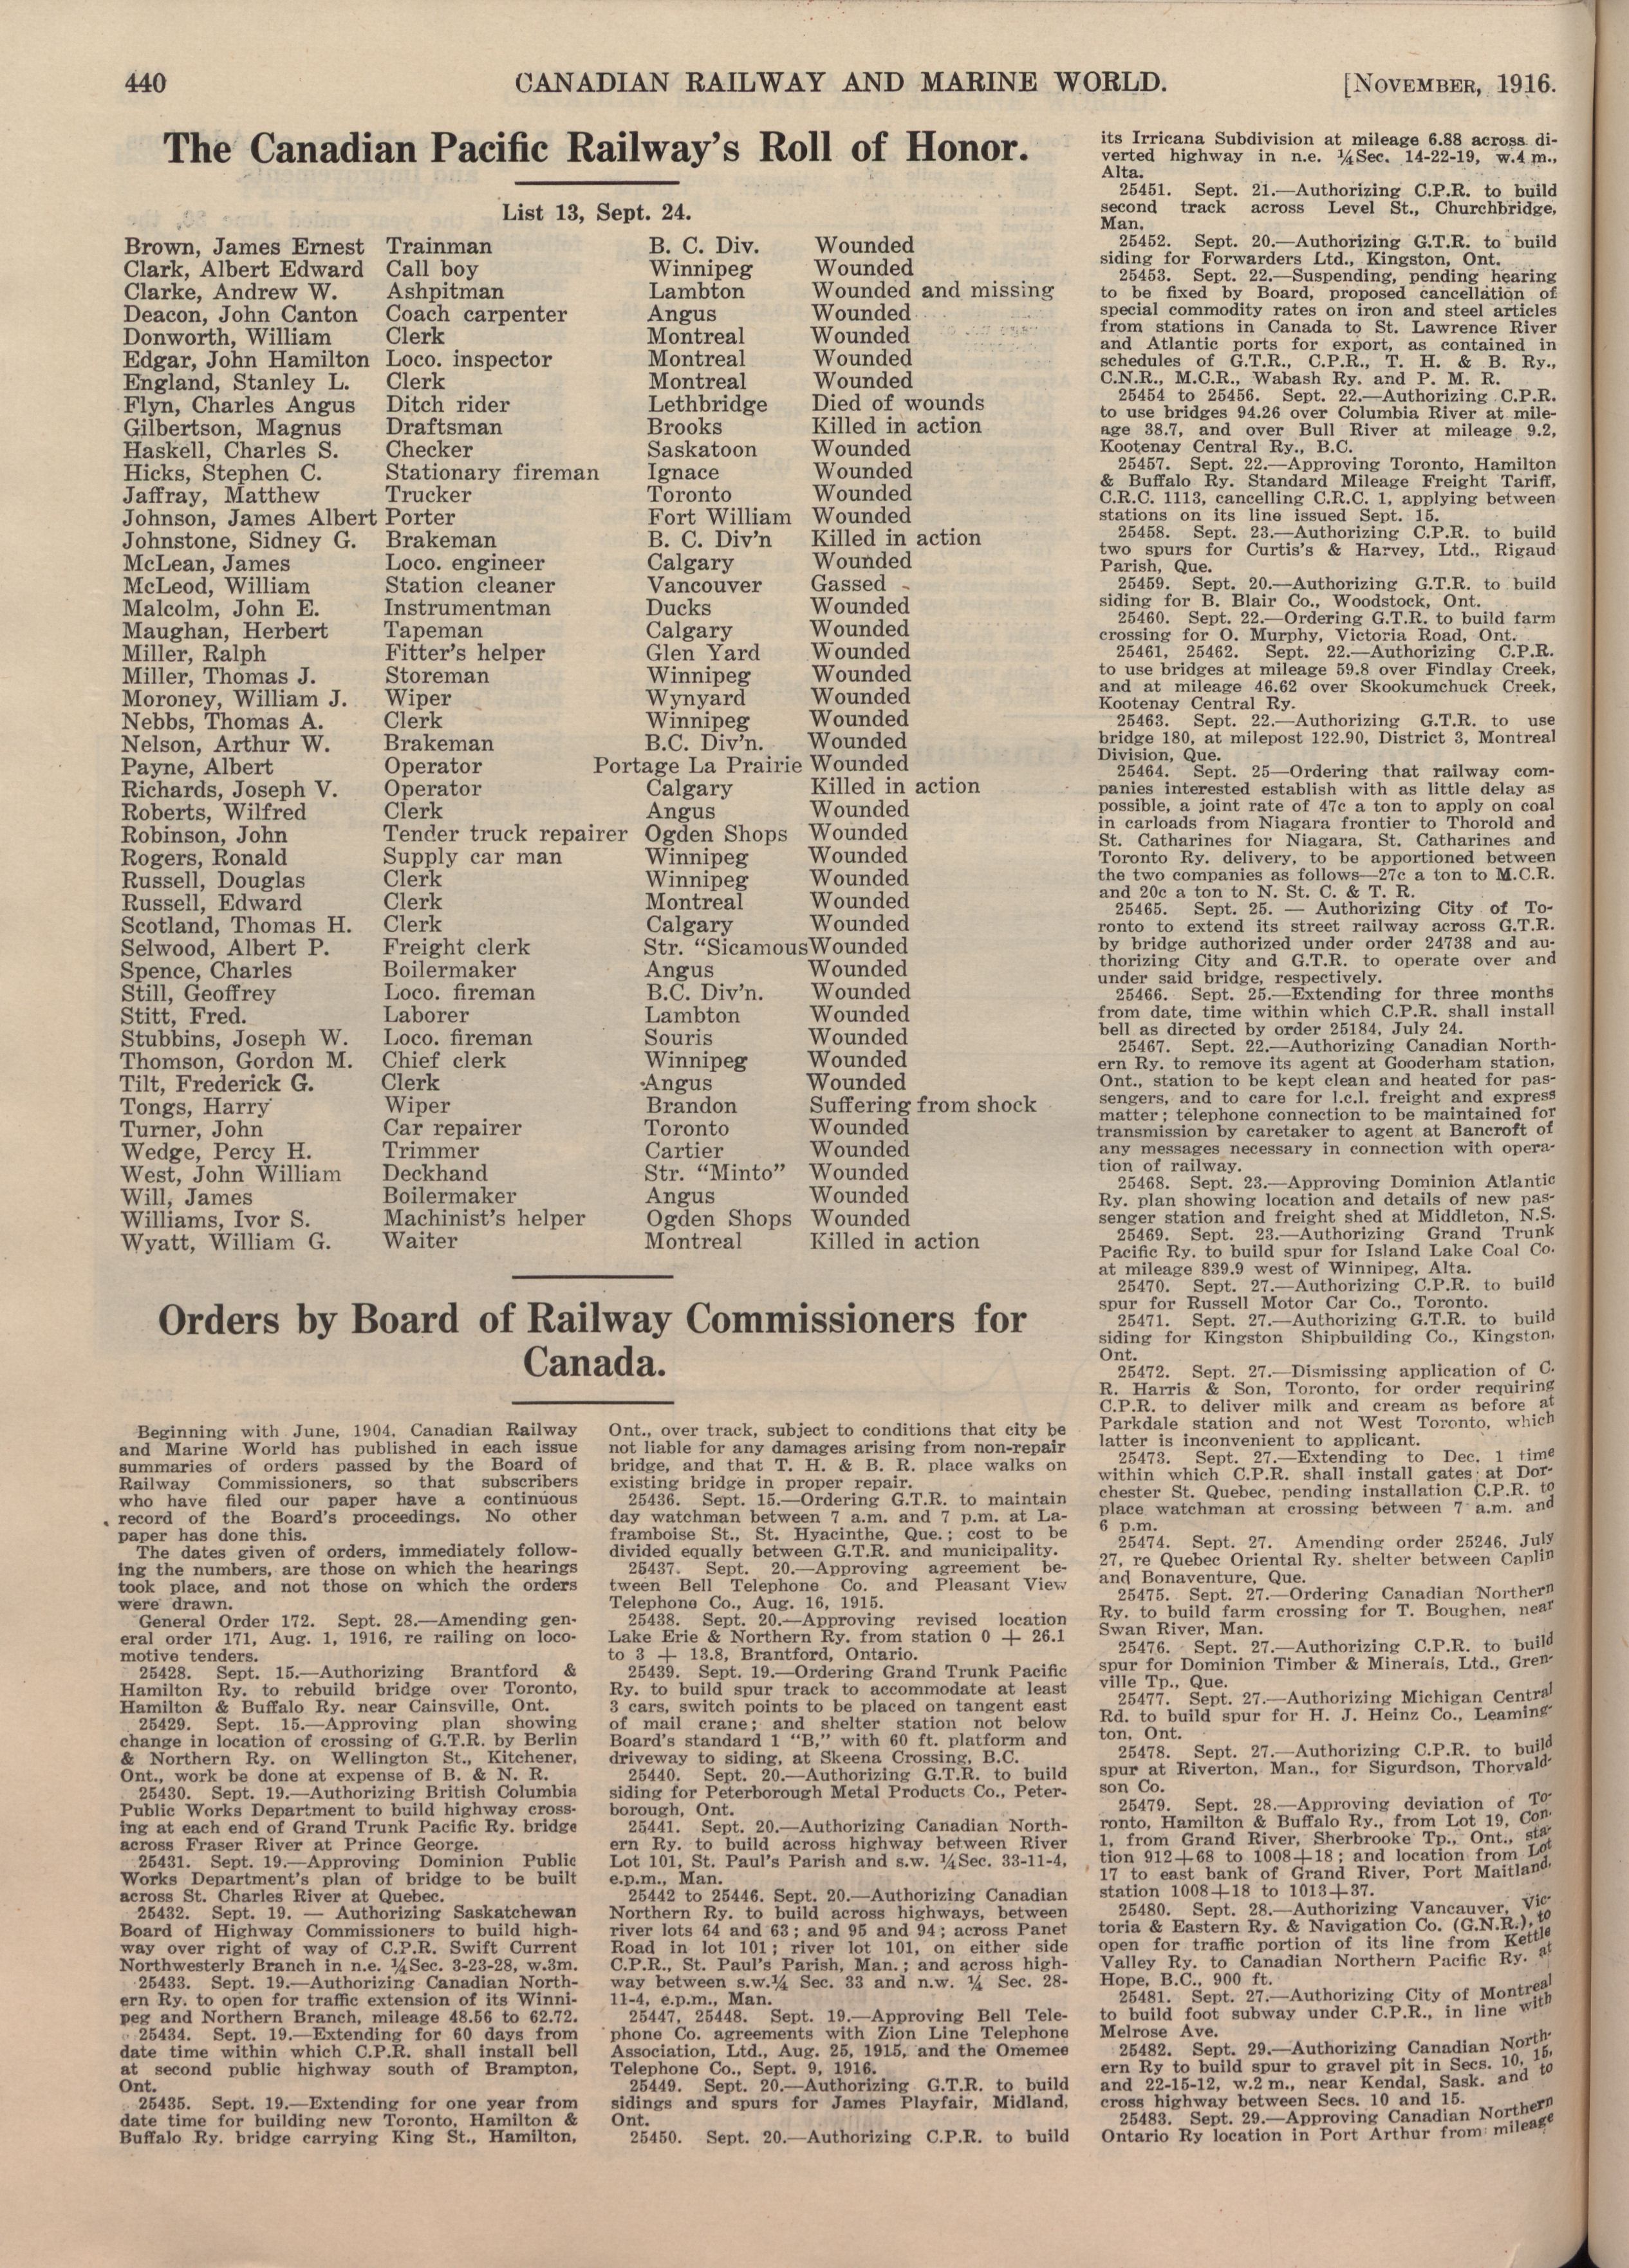 440
CANADIAN RAILWAY AND MARINE WORLD.
[NOVEMBER, 1916.
The Canadian Pacific Railway's Roll of Honor.
List 13, Sept. 24.
Brown, James Ernest Trainman B. C. Div. Wounded
Clark, Albert Edward Call boy Winnipeg Wounded
Clarke, Andrew W. Ashpitman Lambton Wounded and missing
Deacon, John Canton Coach carpenter Angus Wounded
Donworth, William Clerk Montreal Wounded
Edgar, John Hamilton Loco. inspector Montreal Wounded
England, Stanley L. Clerk Montreal Wounded
Flyn, Charles Angus Ditch rider Lethbridge Died of wounds
Gilbertson, Magnus Draftsman Brooks Killed in action
Haskell, Charles S. Checker Saskatoon Wounded
Hicks, Stephen C. Stationary fireman Ignace Wounded
Jaffray, Matthew Trucker Toronto Wounded
Johnson, James Albert Porter Fort William Wounded
Johnstone, Sidney G. Brakeman B. C. Div'n Killed in action
McLean, James Loco. engineer Calgary Wounded
McLeod, William Station cleaner Vancouver Gassed
Malcolm, John E. Instrumentman Ducks Wounded
Maughan, Herbert Tapeman Calgary Wounded
Miller, Ralph Fitter's helper Glen Yard Wounded
Miller, Thomas J. Storeman Winnipeg Wounded
Moroney, William J. Wiper Wynyard Wounded
Nebbs, Thomas A. Clerk Winnipeg Wounded
Nelson, Arthur W. Brakeman B.C. Div'n. Wounded
Payne, Albert Operator Portage La Prairie Wounded
Richards, Joseph V. Operator Calgary Killed in action
Roberts, Wilfred Clerk Angus Wounded
Robinson, John Tender truck repairer Ogden Shops Wounded
Rogers, Ronald Supply car man Winnipeg Wounded
Russell, Douglas Clerk Winnipeg Wounded
Russell, Edward Clerk Montreal Wounded
Scotland, Thomas H. Clerk Calgary Wounded
Selwood, Albert P. Freight clerk Str. "SicamousWounded
Spence, Charles Boilermaker Angus Wounded
Still, Geoffrey Loco. fireman B.C. Div'n. Wounded
Stitt, Fred. Laborer Lambton Wounded
Stubbins, Joseph W. Loco. fireman Souris Wounded
Thomson, Gordon M. Chief clerk Winnipeg Wounded
Tilt, Frederick G. Clerk Angus Wounded
Tongs, Harry Wiper Brandon Suffering from shock
Turner, John Car repairer Toronto Wounded
Wedge, Percy H. Trimmer Cartier Wounded
West, John William Deckhand Str. "Minto" Wounded
Will, James Boilermaker Angus Wounded
Williams, Ivor S. Machinist's helper Ogden Shops Wounded
Wyatt, William G. Waiter Montreal Killed in action
Orders by Board of Railway Commissioners for
Canada.
Beginning with June, 1904, Canadian Railway
and Marine World has published in each issue
summaries of orders passed by the Board of
Railway Commissioners, so that subscribers
who have filed our paper have a continuous
record of the Board's proceedings. No other
paper has done this.
The dates given of orders, immediately follow-
ing the numbers, are those on which the hearings
took place, and not those on which the orders
were drawn.
General Order 172. Sept. 28.—Amending gen-
eral order 171, Aug. 1, 1916, re railing on loco-
motive tenders.
25428. Sept. 15.—Authorizing Brantford &
Hamilton Ry. to rebuild bridge over Toronto,
Hamilton & Buffalo Ry. near Cainsville, Ont.
25429. Sept. 15.—Approving plan showing
change in location of crossing of G.T.R. by Berlin
& Northern Ry. on Wellington St., Kitchener,
Ont., work be done at expense of B. & N. R.
25430. Sept. 19.—Authorizing British Columbia
Public Works Department to build highway cross-
ing at each end of Grand Trunk Pacific Ry. bridge
across Fraser River at Prince George.
25431. Sept. 19.—Approving Dominion Public
Works Department's plan of bridge to be built
across St. Charles River at Quebec.
25432. Sept. 19. — Authorizing Saskatchewan
Board of Highway Commissioners to build high-
way over right of way of C.P.R. Swift Current
Northwesterly Branch in n.e. ¼Sec. 3-23-28, w.3m.
25433. Sept. 19.—Authorizing Canadian North-
ern Ry. to open for traffic extension of its Winni-
peg and Northern Branch, mileage 48.56 to 62.72.
25434. Sept. 19.—Extending for 60 days from
date time within which C.P.R. shall install bell
at second public highway south of Brampton,
Ont.
25435. Sept. 19.—Extending for one year from
date time for building new Toronto, Hamilton &
Buffalo Ry. bridge carrying King St., Hamilton,
Ont., over track, subject to conditions that city be
not liable for any damages arising from non-repair
bridge, and that T. H. & B. R. place walks on
existing bridge in proper repair.
25436. Sept. 15.—Ordering G.T.R. to maintain
day watchman between 7 a.m. and 7 p.m. at La-
framboise St., St. Hyacinthe, Que.; cost to be
divided equally between G.T.R. and municipality.
25437. Sept. 20.—Approving agreement be-
tween Bell Telephone Co. and Pleasant View
Telephone Co., Aug. 16, 1915.
25438. Sept. 20.—Approving revised location
Lake Erie & Northern Ry. from station 0 + 26.1
to 3 + 13.8, Brantford, Ontario.
25439. Sept. 19.—Ordering Grand Trunk Pacific
Ry. to build spur track to accommodate at least
3 cars, switch points to be placed on tangent east
of mail crane; and shelter station not below
Board's standard 1 "B," with 60 ft. platform and
driveway to siding, at Skeena Crossing, B.C.
25440. Sept. 20.—Authorizing G.T.R. to build
siding for Peterborough Metal Products Co., Peter-
borough, Ont.
25441. Sept. 20.—Authorizing Canadian North-
ern Ry. to build across highway between River
Lot 101, St. Paul's Parish and s.w. ¼Sec. 33-11-4,
e.p.m., Man.
25442 to 25446. Sept. 20.—Authorizing Canadian
Northern Ry. to build across highways, between
river lots 64 and 63; and 95 and 94; across Panet
Road in lot 101; river lot 101, on either side
C.P.R., St. Paul's Parish, Man.; and across high-
way between s.w.¼ Sec. 33 and n.w. ¼ Sec. 28-
11-4, e.p.m., Man.
25447, 25448. Sept. 19.—Approving Bell Tele-
phone Co. agreements with Zion Line Telephone
Association, Ltd., Aug. 25, 1915, and the Omemee
Telephone Co., Sept. 9, 1916.
25449. Sept. 20.—Authorizing G.T.R. to build
sidings and spurs for James Playfair, Midland,
Ont.
25450. Sept. 20.—Authorizing C.P.R. to build
its Irricana Subdivision at mileage 6.88 across di-
verted highway in n.e. ¼Sec. 14-22-19, w.4 m.,
Alta.
25451. Sept. 21.—Authorizing C.P.R. to build
second track across Level St., Churchbridge,
Man.
25452. Sept. 20.—Authorizing G.T.R. to build
siding for Forwarders Ltd., Kingston, Ont.
25453. Sept. 22.—Suspending, pending hearing
to be fixed by Board, proposed cancellation of
special commodity rates on iron and steel articles
from stations in Canada to St. Lawrence River
and Atlantic ports for export, as contained in
schedules of G.T.R., C.P.R., T. H. & B. Ry.,
C.N.R., M.C.R., Wabash Ry. and P. M. R.
25454 to 25456. Sept. 22.—Authorizing C.P.R.
to use bridges 94.26 over Columbia River at mile-
age 38.7, and over Bull River at mileage 9.2,
Kootenay Central Ry., B.C.
25457. Sept. 22.—Approving Toronto, Hamilton
& Buffalo Ry. Standard Mileage Freight Tariff,
C.R.C. 1113, cancelling C.R.C. 1, applying between
stations on its line issued Sept. 15.
25458. Sept. 23.—Authorizing C.P.R. to build
two spurs for Curtis's & Harvey, Ltd., Rigaud
Parish, Que.
25459. Sept. 20.—Authorizing G.T.R. to build
siding for B. Blair Co., Woodstock, Ont.
25460. Sept. 22.—Ordering G.T.R. to build farm
crossing for O. Murphy, Victoria Road, Ont.
25461, 25462. Sept. 22.—Authorizing C.P.R.
to use bridges at mileage 59.8 over Findlay Creek,
and at mileage 46.62 over Skookumchuck Creek,
Kootenay Central Ry.
25463. Sept. 22.—Authorizing G.T.R. to use
bridge 180, at milepost 122.90, District 3, Montreal
Division, Que.
25464. Sept. 25—Ordering that railway com-
panies interested establish with as little delay as
possible, a joint rate of 47c a ton to apply on coal
in carloads from Niagara frontier to Thorold and
St. Catharines for Niagara, St. Catharines and
Toronto Ry. delivery, to be apportioned between
the two companies as follows—27c a ton to M.C.R.
and 20c a ton to N. St. C. & T. R.
25465. Sept. 25. — Authorizing City of To-
ronto to extend its street railway across G.T.R.
by bridge authorized under order 24738 and au-
thorizing City and G.T.R. to operate over and
under said bridge, respectively.
25466. Sept. 25.—Extending for three months
from date, time within which C.P.R. shall install
bell as directed by order 25184, July 24.
25467. Sept. 22.—Authorizing Canadian North-
ern Ry. to remove its agent at Gooderham station,
Ont., station to be kept clean and heated for pas-
sengers, and to care for l.c.l. freight and express
matter; telephone connection to be maintained for
transmission by caretaker to agent at Bancroft of
any messages necessary in connection with opera-
tion of railway.
25468. Sept. 23.—Approving Dominion Atlantic
Ry. plan showing location and details of new pas-
senger station and freight shed at Middleton, N.S.
25469. Sept. 23.—Authorizing Grand Trunk
Pacific Ry. to build spur for Island Lake Coal Co.
at mileage 839.9 west of Winnipeg, Alta.
25470. Sept. 27.—Authorizing C.P.R. to build
spur for Russell Motor Car Co., Toronto.
25471. Sept. 27.—Authorizing G.T.R. to build
siding for Kingston Shipbuilding Co., Kingston,
Ont.
25472. Sept. 27.—Dismissing application of C.
R. Harris & Son, Toronto, for order requiring
C.P.R. to deliver milk and cream as before at
Parkdale station and not West Toronto, which
latter is inconvenient to applicant.
25473. Sept. 27.—Extending to Dec. 1 time
within which C.P.R. shall install gates at Dor-
chester St. Quebec, pending installation C.P.R. to
place watchman at crossing between 7 a.m. and
6 p.m.
25474. Sept. 27. Amending order 25246, July
27, re Quebec Oriental Ry. shelter between Caplin
and Bonaventure, Que.
25475. Sept. 27.—Ordering Canadian Northern
Ry. to build farm crossing for T. Boughen, near
Swan River, Man.
25476. Sept. 27.—Authorizing C.P.R. to build
spur for Dominion Timber & Minerals, Ltd., Gren-
ville Tp., Que.
25477. Sept. 27.—Authorizing Michigan Central
Rd. to build spur for H. J. Heinz Co., Leaming-
ton, Ont.
25478. Sept. 27.—Authorizing C.P.R. to build
spur at Riverton, Man., for Sigurdson, Thorvald-
son Co.
25479. Sept. 28.—Approving deviation of To-
ronto, Hamilton & Buffalo Ry., from Lot 19, Con.
1, from Grand River, Sherbrooke Tp., Ont., sta-
tion 912+68 to 1008+18; and location from Lot
17 to east bank of Grand River, Port Maitland,
station 1008+18 to 1013+37.
25480. Sept. 28.—Authorizing Vancouver, Vic-
toria & Eastern Ry. & Navigation Co. (G.N.R.), to
open for traffic portion of its line from Kettle
Valley Ry. to Canadian Northern Pacific Ry. at
Hope, B.C., 900 ft.
25481. Sept. 27.—Authorizing City of Montreal
to build foot subway under C.P.R., in line with
Melrose Ave.
25482. Sept. 29.—Authorizing Canadian North-
ern Ry to build spur to gravel pit in Secs. 10, 15,
and 22-15-12, w.2 m., near Kendal, Sask. and to
cross highway between Secs. 10 and 15.
25483. Sept. 29.—Approving Canadian Northern
Ontario Ry location in Port Arthur from mileage